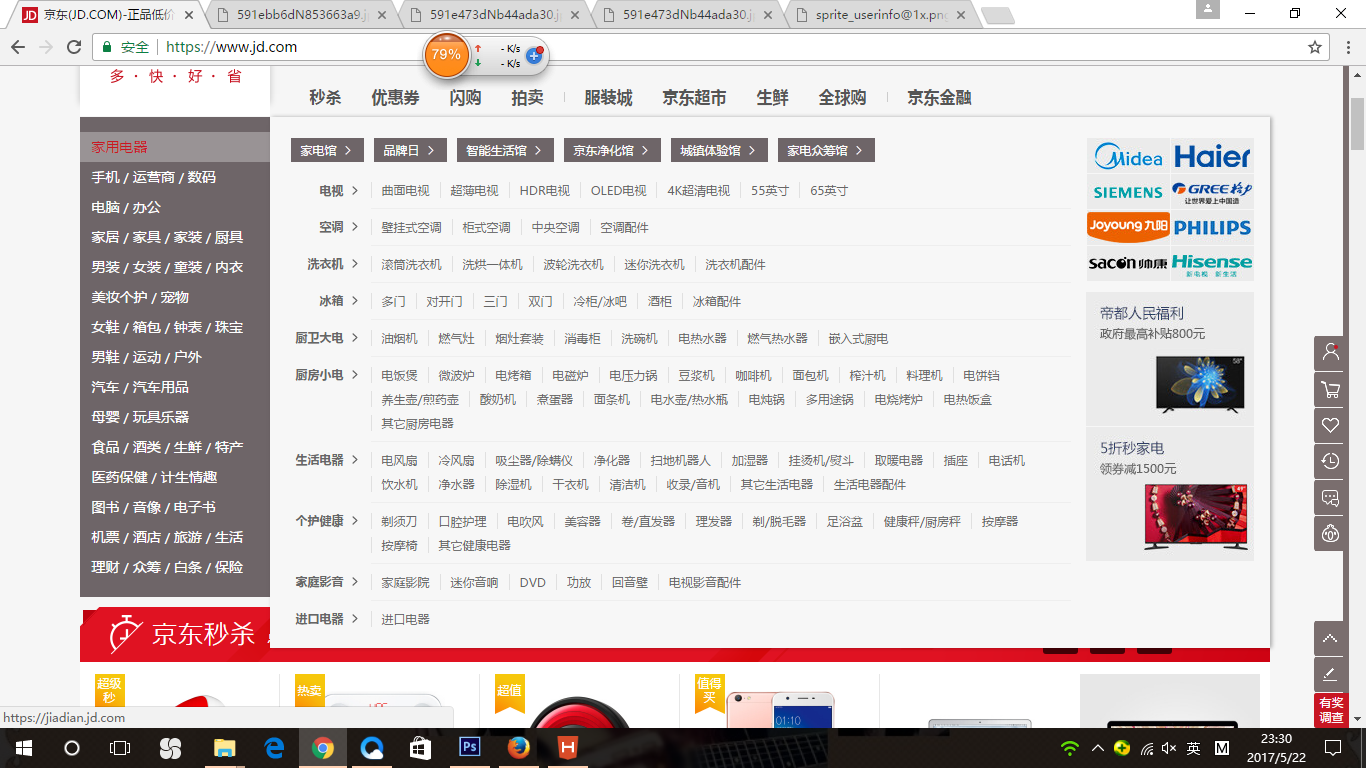 京东(JD.COM)-正品低价
591ebb6dN853663a9.jp
591e473dNb44ada30.jp
591e473dNb44ada30.jp
sprite_userinfo@1x.png
安全 https://www.jd.com
79% - K/s
- K/s
多 · 快 · 好 · 省
秒杀 优惠券 闪购 拍卖 服装城 京东超市 生鲜 全球购 京东金融
家用电器
手机 / 运营商 / 数码
电脑 / 办公
家居 / 家具 / 家装 / 厨具
男装 / 女装 / 童装 / 内衣
美妆个护 / 宠物
女鞋 / 箱包 / 钟表 / 珠宝
男鞋 / 运动 / 户外
汽车 / 汽车用品
母婴 / 玩具乐器
食品 / 酒类 / 生鲜 / 特产
医药保健 / 计生情趣
图书 / 音像 / 电子书
机票 / 酒店 / 旅游 / 生活
理财 / 众筹 / 白条 / 保险
家电馆 > 品牌日 > 智能生活馆 > 京东净化馆 > 城镇体验馆 > 家电众筹馆 >
电视 > 曲面电视 超薄电视 HDR电视 OLED电视 4K超清电视 55英寸 65英寸
空调 > 壁挂式空调 柜式空调 中央空调 空调配件
洗衣机 > 滚筒洗衣机 洗烘一体机 波轮洗衣机 迷你洗衣机 洗衣机配件
冰箱 > 多门 对开门 三门 双门 冷柜/冰吧 酒柜 冰箱配件
厨卫大电 > 油烟机 燃气灶 烟灶套装 消毒柜 洗碗机 电热水器 燃气热水器 嵌入式厨电
厨房小电 > 电饭煲 微波炉 电烤箱 电磁炉 电压力锅 豆浆机 咖啡机 面包机 榨汁机 料理机 电饼铛
养生壶/煎药壶 酸奶机 煮蛋器 面条机 电水壶/热水瓶 电炖锅 多用途锅 电烧烤炉 电热饭盒
其它厨房电器
生活电器 > 电风扇 冷风扇 吸尘器/除螨仪 净化器 扫地机器人 加湿器 挂烫机/熨斗 取暖电器 插座 电话机
饮水机 净水器 除湿机 干衣机 清洁机 收录/音机 其它生活电器 生活电器配件
个护健康 > 剃须刀 口腔护理 电吹风 美容器 卷/直发器 理发器 剃/脱毛器 足浴盆 健康秤/厨房秤 按摩器
按摩椅 其它健康电器
家庭影音 > 家庭影院 迷你音响 DVD 功放 回音壁 电视影音配件
进口电器 > 进口电器
Midea Haier
SIEMENS GREE格力
让世界爱上中国造
Joyoung九阳 PHILIPS
sacon帅康 Hisense
新电视 新生活
帝都人民福利
政府最高补贴800元
58"
5折秒家电
领券减1500元
49"
京东秒杀
超级
秒
热卖
超值
值得
买
01:10
有奖
调查
https://jiadian.jd.com
Ps
H
英 M
23:30
2017/5/22